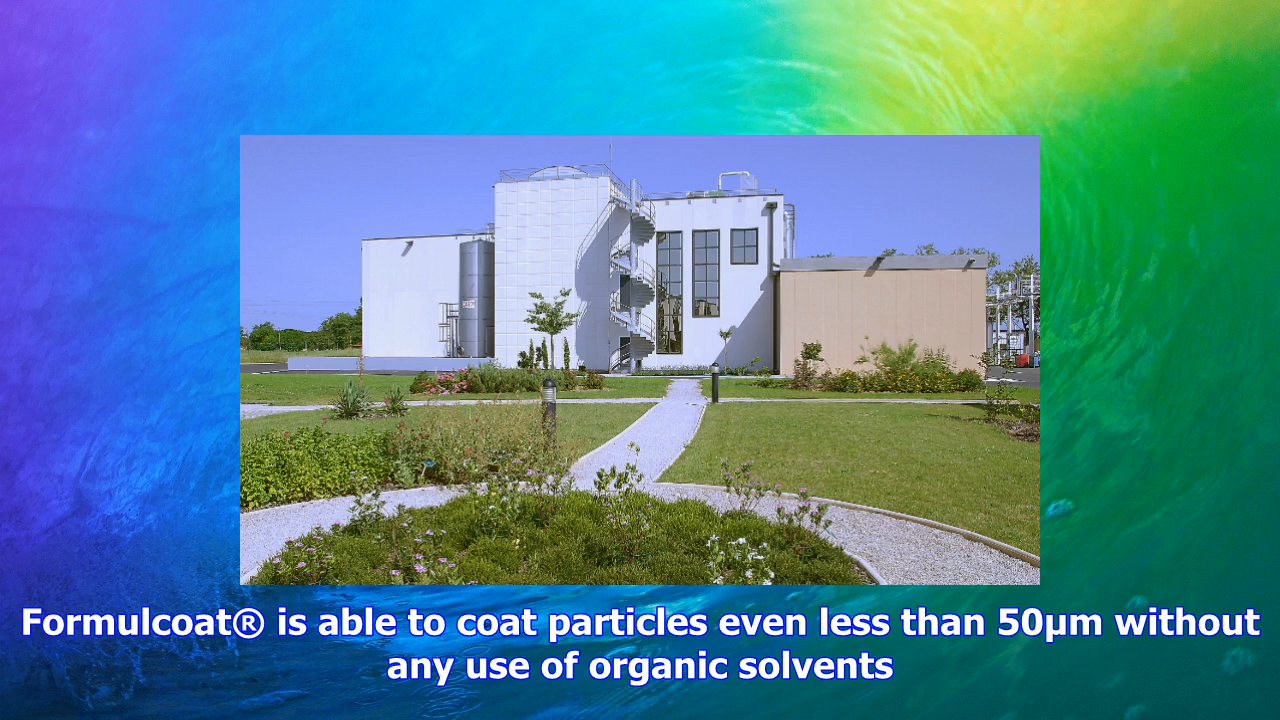 Formulcoat® is able to coat particles even less than 50µm without
any use of organic solvents